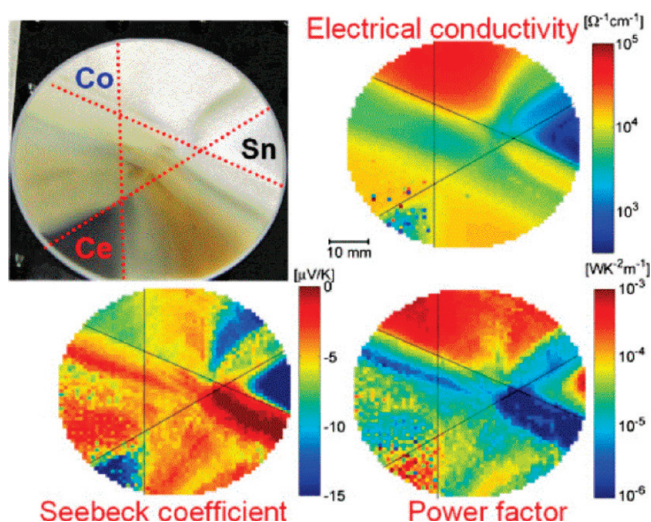 Electrical conductivity
[Ω⁻¹cm⁻¹]
10⁵
10⁴
10³
Co
Sn
Ce
10 mm
[μV/K]
0
-5
-10
-15
[WK⁻²m⁻¹]
10⁻³
10⁻⁴
10⁻⁵
10⁻⁶
Seebeck coefficient
Power factor